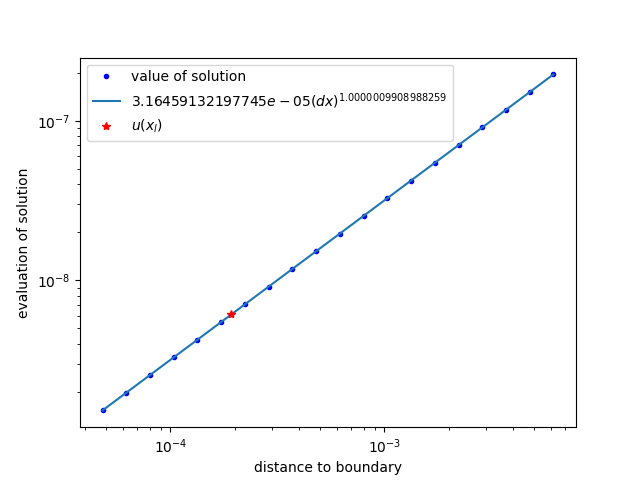 value of solution
3.16459132197745e − 05(dx)^1.0000009908988259
u(x_l)
10^-7
10^-8
evaluation of solution
10^-4 10^-3
distance to boundary